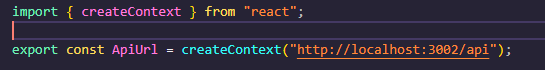 import { createContext } from "react";
export const ApiUrl = createContext("http://localhost:3002/api");